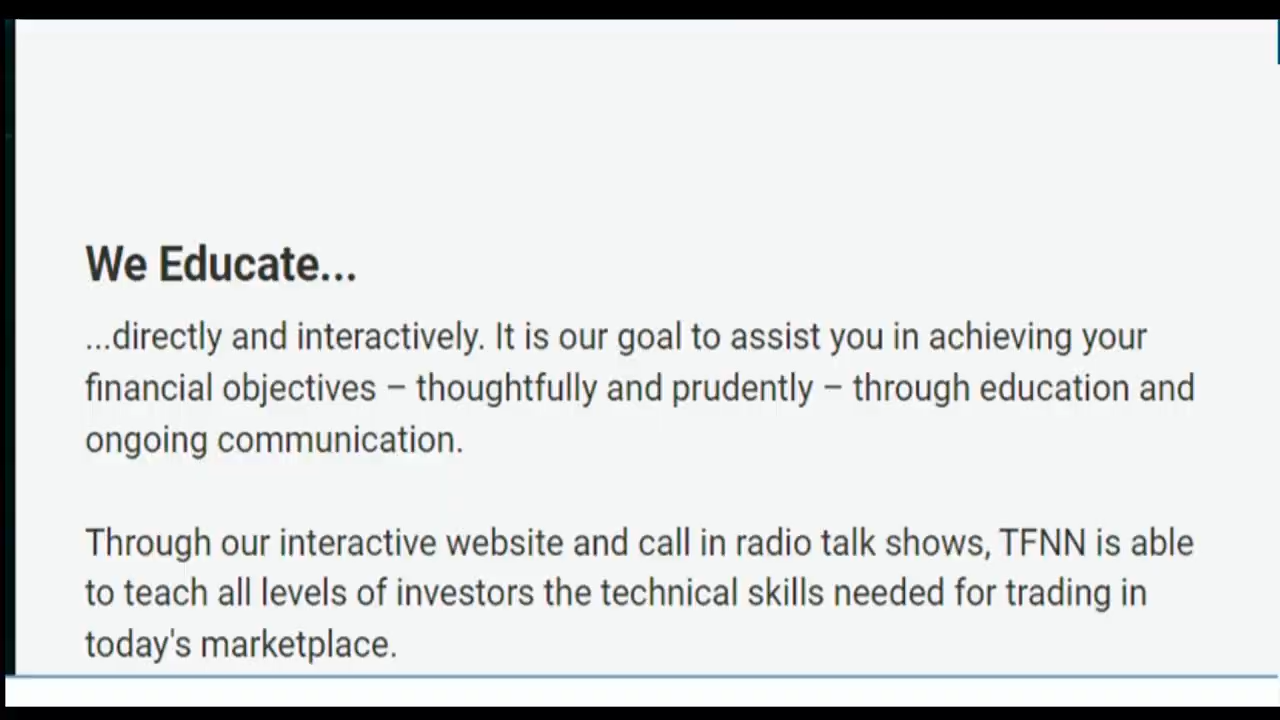 We Educate...
...directly and interactively. It is our goal to assist you in achieving your
financial objectives – thoughtfully and prudently – through education and
ongoing communication.
Through our interactive website and call in radio talk shows, TFNN is able
to teach all levels of investors the technical skills needed for trading in
today's marketplace.